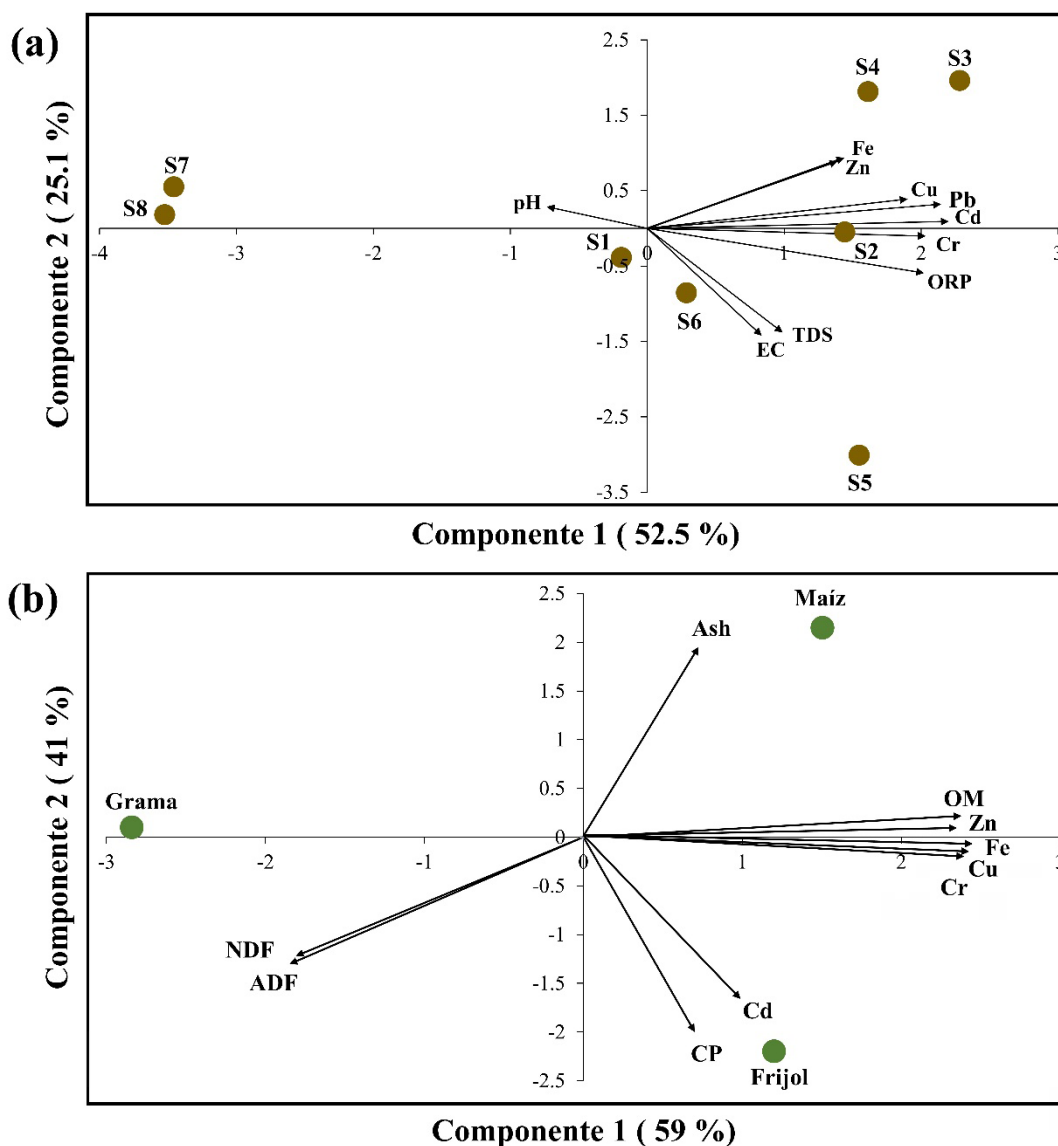 (a)
Componente 2 ( 25.1 %)
2.5
1.5
0.5
-0.5
-1.5
-2.5
-3.5
-4
-3
-2
-1
0
1
2
3
S4
S3
Fe
Zn
S7
S8
pH
Cu
Pb
Cd
S1
S2
Cr
ORP
S6
TDS
EC
S5
Componente 1 ( 52.5 %)
(b)
Componente 2 ( 41 %)
2.5
2
1.5
1
0.5
0
-0.5
-1
-1.5
-2
-2.5
-3
-2
-1
0
1
2
3
Maíz
Ash
Grama
OM
Zn
Fe
Cu
Cr
NDF
ADF
Cd
CP
Frijol
Componente 1 ( 59 %)